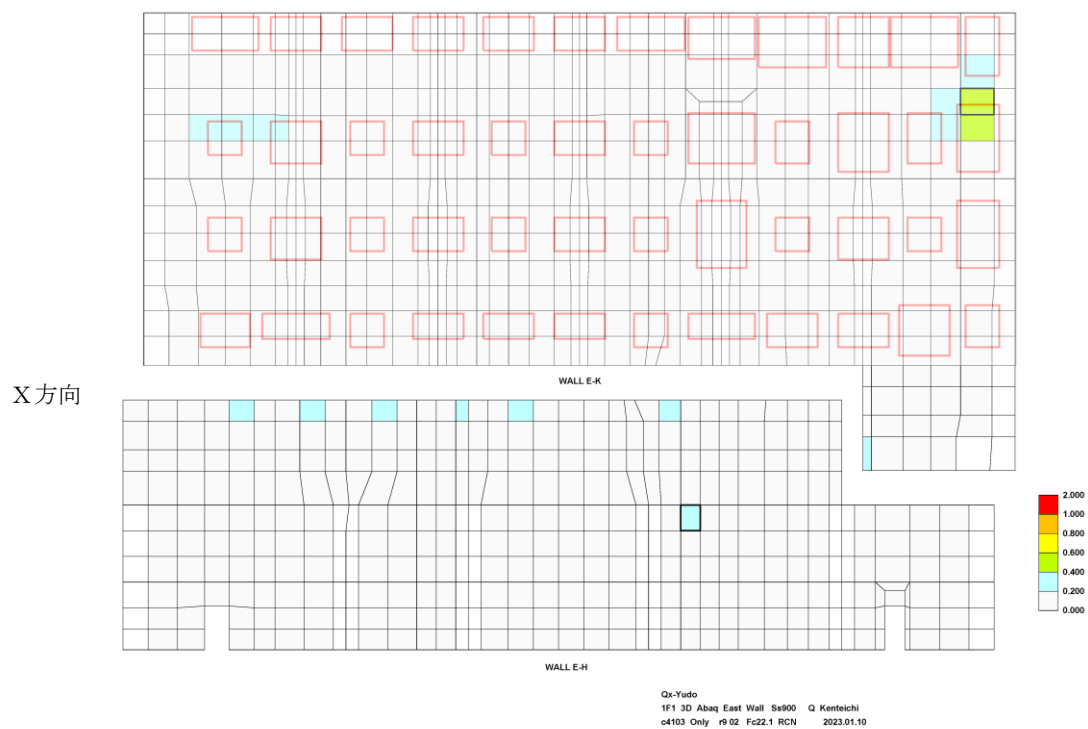 WALL E-K
X方向
WALL E-H
2.000
1.000
0.800
0.600
0.400
0.200
0.000
Qx-Yudo
1F1 3D Abaq East Wall Ss900 Q Kenteichi
c4103 Only r9 02 Fc22.1 RCN 2023.01.10